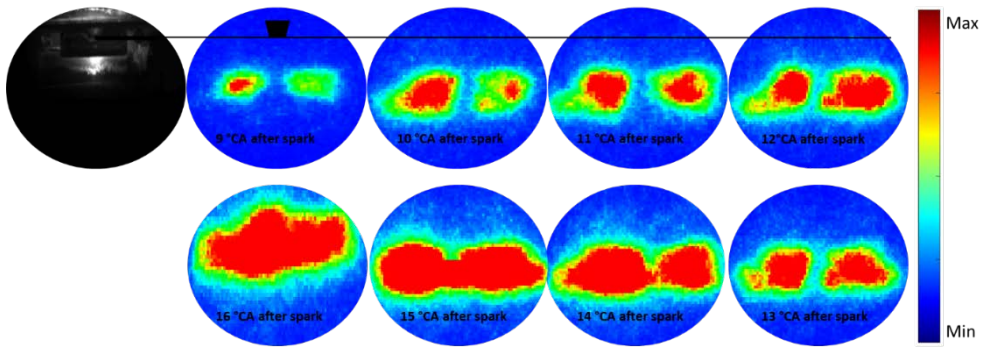 Max
9 °CA after spark
10 °CA after spark
11 °CA after spark
12°CA after spark
16 °CA after spark
15 °CA after spark
14 °CA after spark
13 °CA after spark
Min